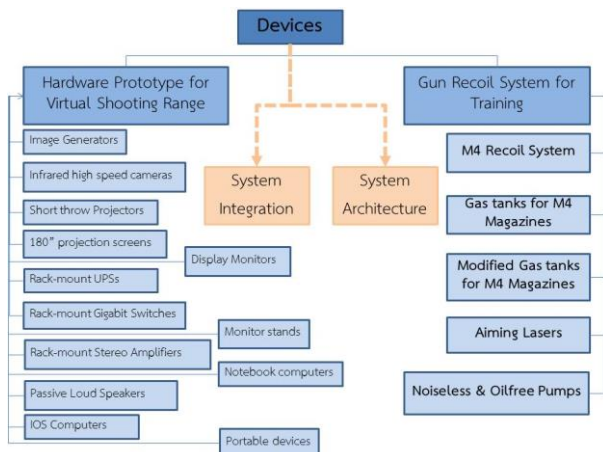 Devices
Hardware Prototype for
Virtual Shooting Range
Image Generators
Infrared high speed cameras
Short throw Projectors
180" projection screens
Display Monitors
Rack-mount UPSs
Rack-mount Gigabit Switches
Monitor stands
Rack-mount Stereo Amplifiers
Notebook computers
Passive Loud Speakers
IOS Computers
Portable devices
System
Integration
System
Architecture
Gun Recoil System for
Training
M4 Recoil System
Gas tanks for M4
Magazines
Modified Gas tanks
for M4 Magazines
Aiming Lasers
Noiseless & Oilfree Pumps